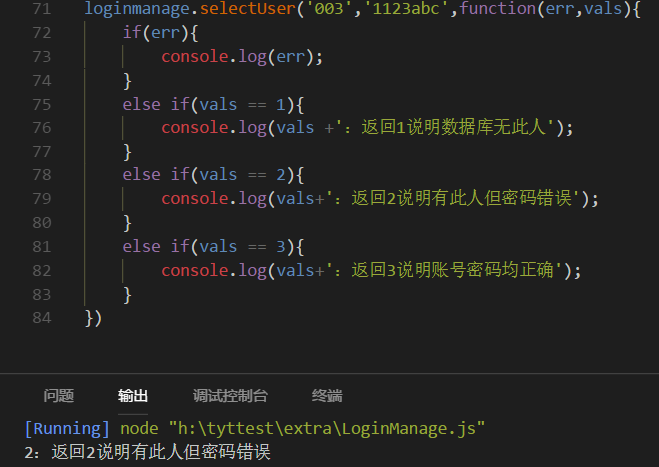 71 loginmanage.selectUser('003','1123abc',function(err,vals){
72 if(err){
73 console.log(err);
74 }
75 else if(vals == 1){
76 console.log(vals +'：返回1说明数据库无此人');
77 }
78 else if(vals == 2){
79 console.log(vals+'：返回2说明有此人但密码错误');
80 }
81 else if(vals == 3){
82 console.log(vals+'：返回3说明账号密码均正确');
83 }
84 })
问题 输出 调试控制台 终端
[Running] node "h:\tyttest\extra\LoginManage.js"
2：返回2说明有此人但密码错误